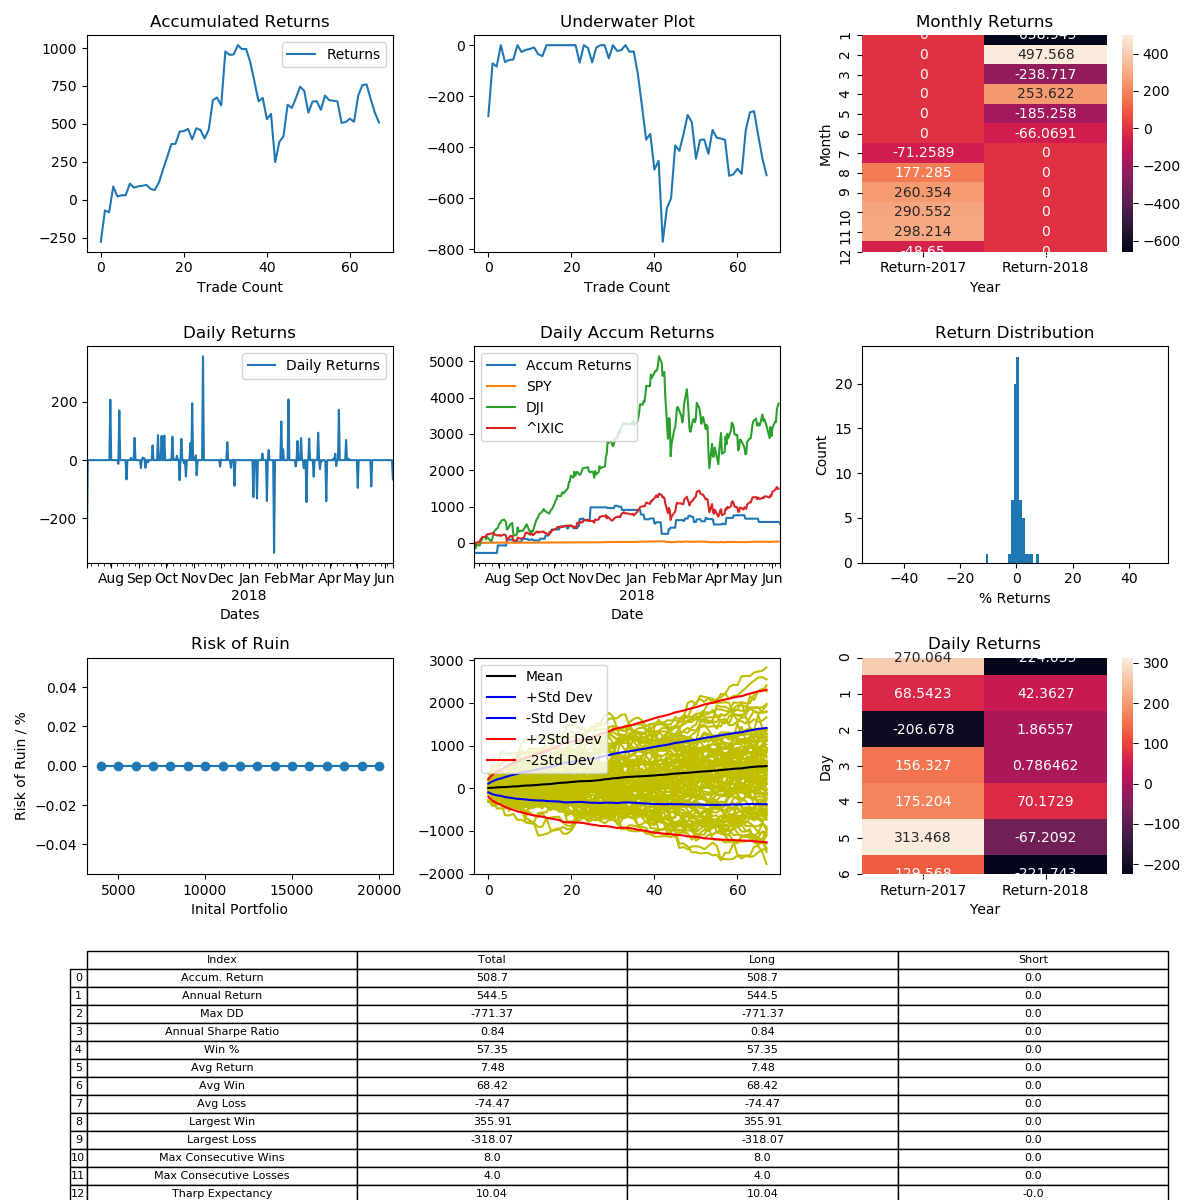 Accumulated Returns
Returns
1000
750
500
250
0
−250
0 20 40 60
Trade Count
Underwater Plot
0
−200
−400
−600
−800
0 20 40 60
Trade Count
Monthly Returns
Month
1 0
2 0 497.568
3 0 -238.717
4 0 253.622
5 0 -185.258
6 0 -66.0691
7 -71.2589 0
8 177.285 0
9 260.354 0
10 290.552 0
11 298.214 0
12 -48.65 0
Return-2017 Return-2018
Year
400
200
0
−200
−400
−600
Daily Returns
Daily Returns
200
0
−200
Aug Sep Oct Nov Dec Jan Feb Mar Apr May Jun
2018
Dates
Daily Accum Returns
Accum Returns
SPY
DJI
^IXIC
5000
4000
3000
2000
1000
0
Aug Sep Oct Nov Dec Jan Feb Mar Apr May Jun
2018
Date
Return Distribution
Count
20
15
10
5
0
−40 −20 0 20 40
% Returns
Risk of Ruin
Risk of Ruin / %
0.04
0.02
0.00
−0.02
−0.04
5000 10000 15000 20000
Inital Portfolio
Mean
+Std Dev
-Std Dev
+2Std Dev
-2Std Dev
3000
2000
1000
0
−1000
−2000
0 20 40 60
Daily Returns
Day
0 270.064
1 68.5423 42.3627
2 -206.678 1.86557
3 156.327 0.786462
4 175.204 70.1729
5 313.468 -67.2092
6 129.568 -221.743
Return-2017 Return-2018
Year
300
200
100
0
−100
−200
Index Total Long Short
0 Accum. Return 508.7 508.7 0.0
1 Annual Return 544.5 544.5 0.0
2 Max DD -771.37 -771.37 0.0
3 Annual Sharpe Ratio 0.84 0.84 0.0
4 Win % 57.35 57.35 0.0
5 Avg Return 7.48 7.48 0.0
6 Avg Win 68.42 68.42 0.0
7 Avg Loss -74.47 -74.47 0.0
8 Largest Win 355.91 355.91 0.0
9 Largest Loss -318.07 -318.07 0.0
10 Max Consecutive Wins 8.0 8.0 0.0
11 Max Consecutive Losses 4.0 4.0 0.0
12 Tharp Expectancy 10.04 10.04 -0.0